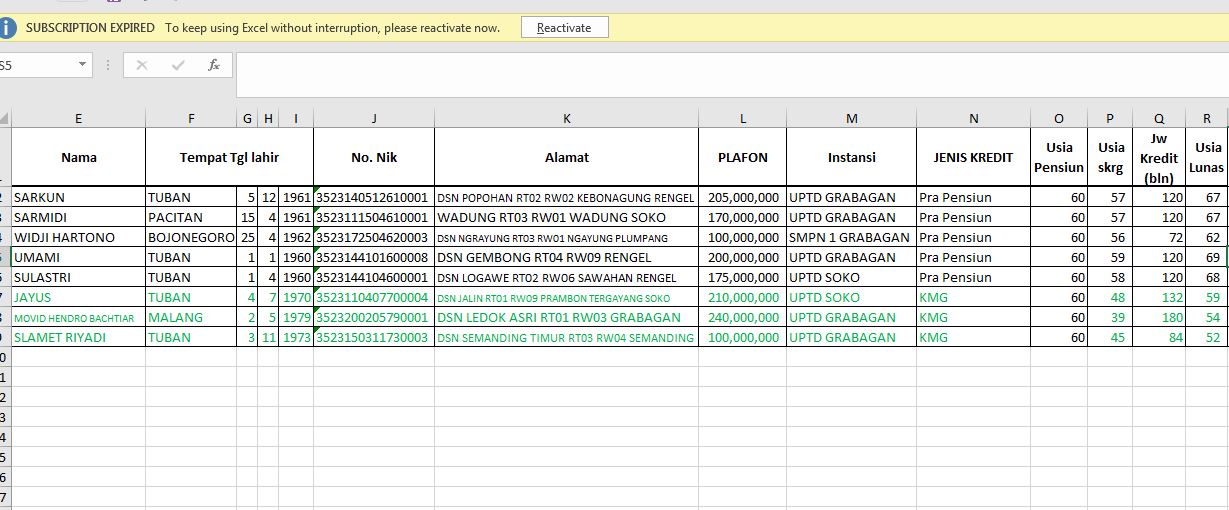 SUBSCRIPTION EXPIRED To keep using Excel without interruption, please reactivate now. Reactivate
S5 fx
E F G H I J K L M N O P Q R
Nama Tempat Tgl lahir No. Nik Alamat PLAFON Instansi JENIS KREDIT Usia Pensiun Usia skrg Jw Kredit (bln) Usia Lunas
2 SARKUN TUBAN 5 12 1961 3523140512610001 DSN POPOHAN RT02 RW02 KEBONAGUNG RENGEL 205,000,000 UPTD GRABAGAN Pra Pensiun 60 57 120 67
3 SARMIDI PACITAN 15 4 1961 3523111504610001 WADUNG RT03 RW01 WADUNG SOKO 170,000,000 UPTD GRABAGAN Pra Pensiun 60 57 120 67
4 WIDJI HARTONO BOJONEGORO 25 4 1962 3523172504620003 DSN NGRAYUNG RT03 RW01 NGAYUNG PLUMPANG 100,000,000 SMPN 1 GRABAGAN Pra Pensiun 60 56 72 62
5 UMAMI TUBAN 1 1 1960 3523144101600008 DSN GEMBONG RT04 RW09 RENGEL 200,000,000 UPTD GRABAGAN Pra Pensiun 60 59 120 69
6 SULASTRI TUBAN 1 4 1960 3523144104600001 DSN LOGAWE RT02 RW06 SAWAHAN RENGEL 175,000,000 UPTD SOKO Pra Pensiun 60 58 120 68
7 JAYUS TUBAN 4 7 1970 3523110407700004 DSN JALIN RT01 RW09 PRAMBON TERGAYANG SOKO 210,000,000 UPTD SOKO KMG 60 48 132 59
8 MOVID HENDRO BACHTIAR MALANG 2 5 1979 3523200205790001 DSN LEDOK ASRI RT01 RW03 GRABAGAN 240,000,000 UPTD GRABAGAN KMG 60 39 180 54
9 SLAMET RIYADI TUBAN 3 11 1973 3523150311730003 DSN SEMANDING TIMUR RT03 RW04 SEMANDING 100,000,000 UPTD GRABAGAN KMG 60 45 84 52
0
1
2
3
4
5
6
7